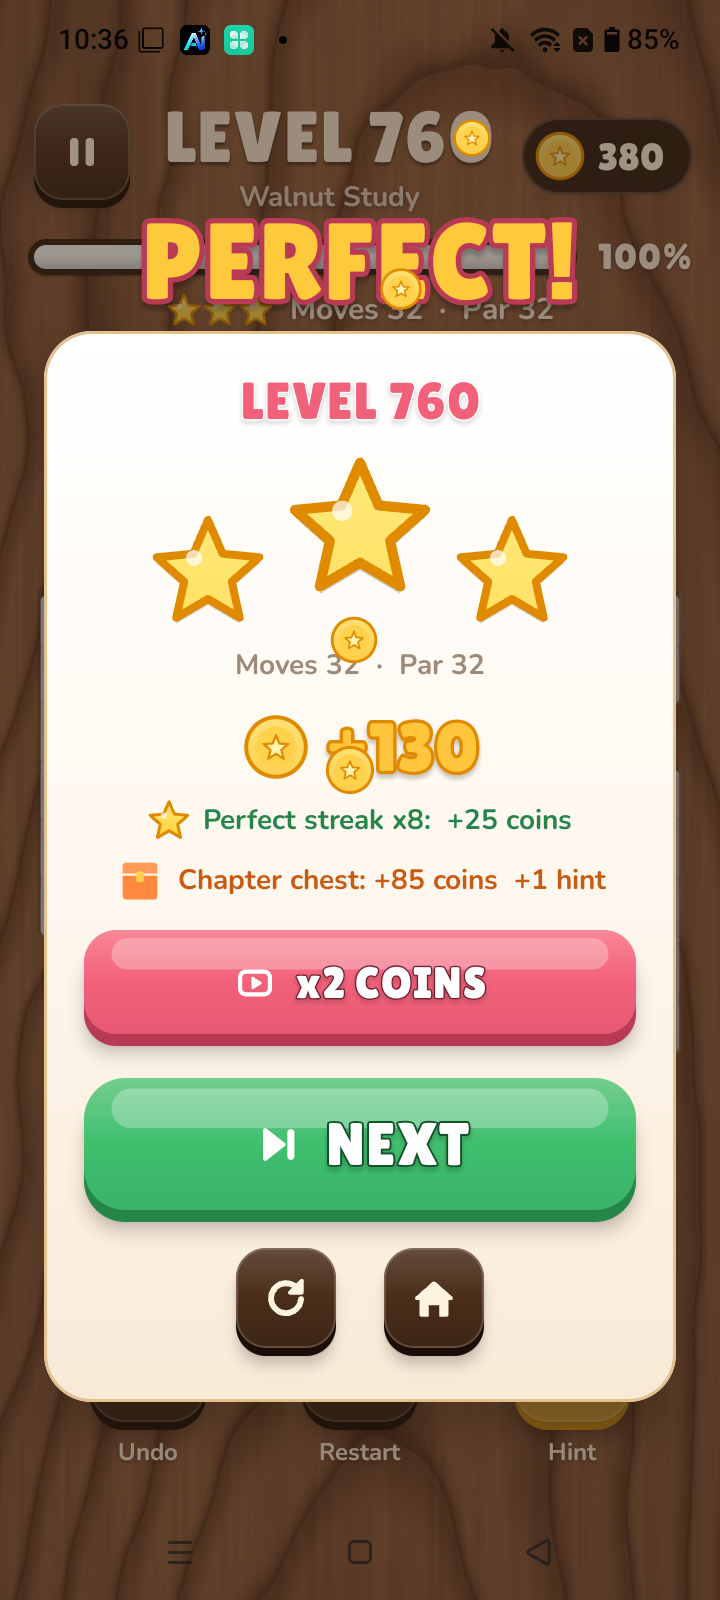 10:36 85%
LEVEL 760
380
Walnut Study
PERFECT!
100%
Moves 32 · Par 32
LEVEL 760
Moves 32 · Par 32
+130
Perfect streak x8: +25 coins
Chapter chest: +85 coins +1 hint
x2 COINS
NEXT
Undo Restart Hint